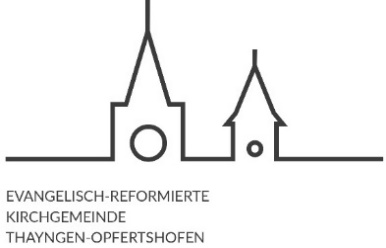 EVANGELISCH-REFORMIERTE
KIRCHGEMEINDE
THAYNGEN-OPFERTSHOFEN